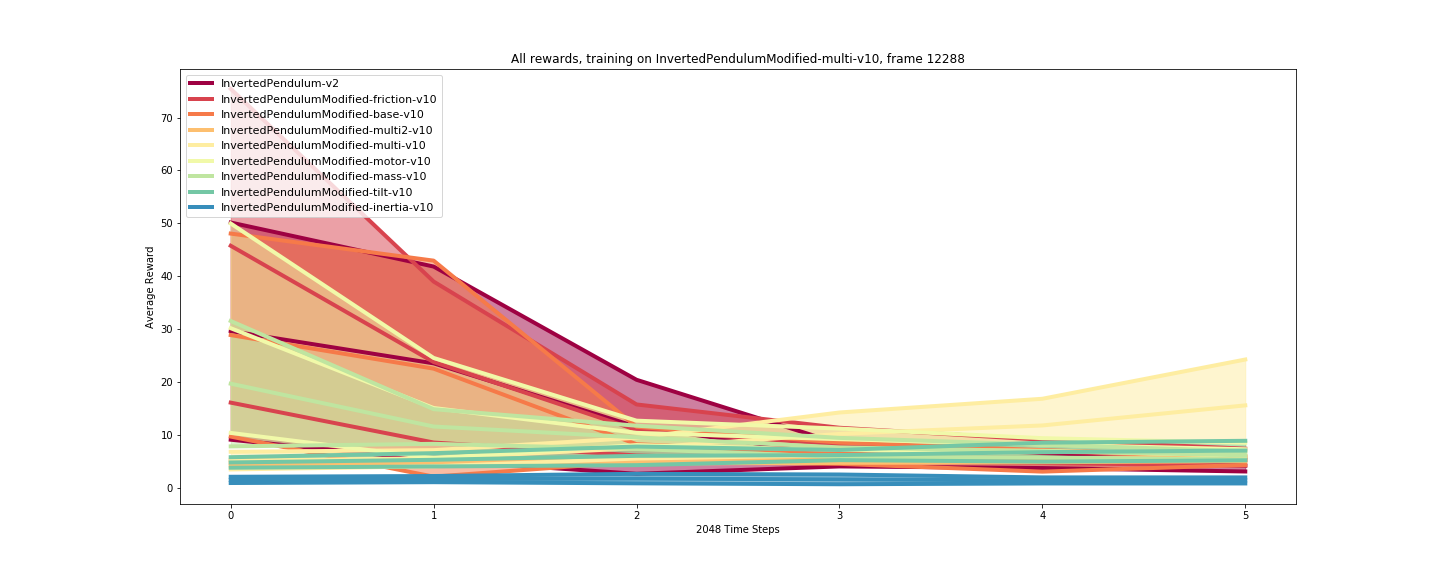 All rewards, training on InvertedPendulumModified-multi-v10, frame 12288
InvertedPendulum-v2
InvertedPendulumModified-friction-v10
InvertedPendulumModified-base-v10
InvertedPendulumModified-multi2-v10
InvertedPendulumModified-multi-v10
InvertedPendulumModified-motor-v10
InvertedPendulumModified-mass-v10
InvertedPendulumModified-tilt-v10
InvertedPendulumModified-inertia-v10
Average Reward
70
60
50
40
30
20
10
0
0 1 2 3 4 5
2048 Time Steps